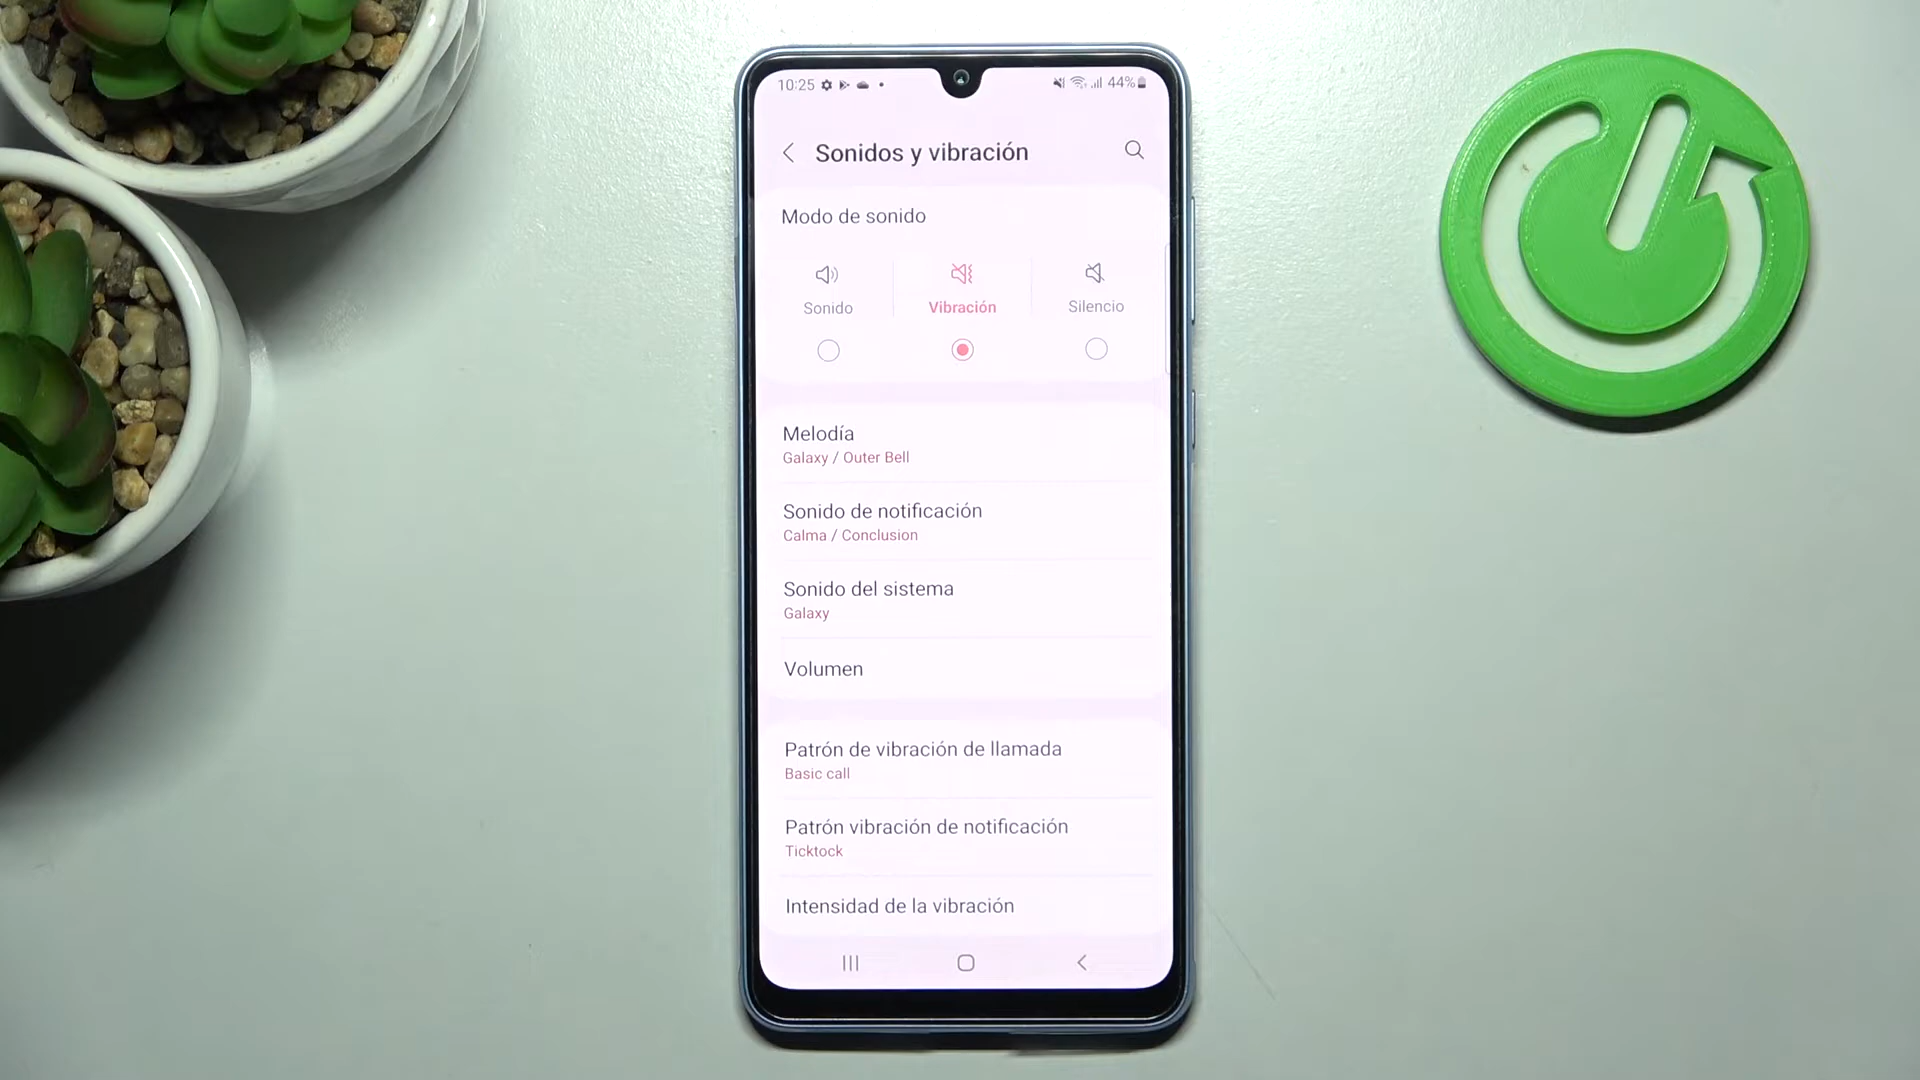 10:25 44%
Sonidos y vibración
Modo de sonido
Sonido Vibración Silencio
Melodía
Galaxy / Outer Bell
Sonido de notificación
Calma / Conclusion
Sonido del sistema
Galaxy
Volumen
Patrón de vibración de llamada
Basic call
Patrón vibración de notificación
Ticktock
Intensidad de la vibración